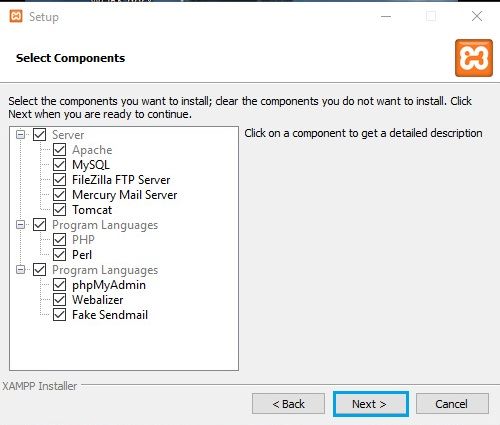 Setup
Select Components
Select the components you want to install; clear the components you do not want to install. Click
Next when you are ready to continue.
Server
Apache
MySQL
FileZilla FTP Server
Mercury Mail Server
Tomcat
Program Languages
PHP
Perl
Program Languages
phpMyAdmin
Webalizer
Fake Sendmail
Click on a component to get a detailed description
XAMPP Installer
< Back
Next >
Cancel